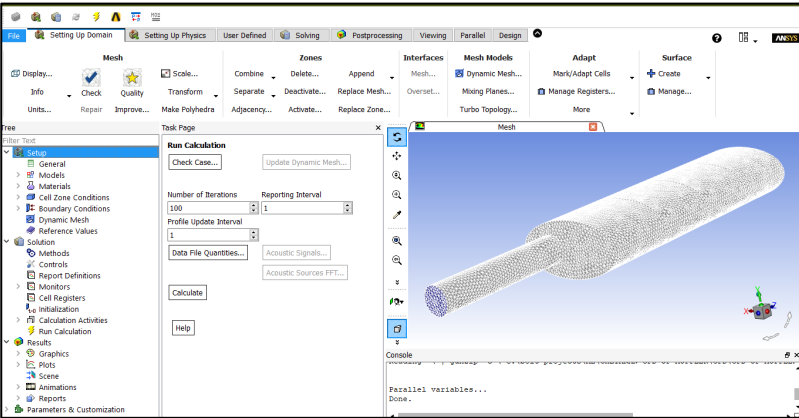 File Setting Up Domain Setting Up Physics User Defined Solving Postprocessing Viewing Parallel Design ANSYS
Mesh Zones Interfaces Mesh Models Adapt Surface
Display... Scale... Combine Delete... Append Mesh... Dynamic Mesh... Mark/Adapt Cells Create
Info Check Quality Transform Separate Deactivate... Replace Mesh... Overset... Mixing Planes... Manage Registers... Manage...
Units... Repair Improve... Make Polyhedra Adjacency... Activate... Replace Zone... Turbo Topology... More
Tree
Filter Text
Setup
General
Models
Materials
Cell Zone Conditions
Boundary Conditions
Dynamic Mesh
Reference Values
Solution
Methods
Controls
Report Definitions
Monitors
Cell Registers
Initialization
Calculation Activities
Run Calculation
Results
Graphics
Plots
Scene
Animations
Reports
Parameters & Customization
Task Page
Run Calculation
Check Case... Update Dynamic Mesh...
Number of Iterations Reporting Interval
100 1
Profile Update Interval
1
Data File Quantities... Acoustic Signals...
Acoustic Sources FFT...
Calculate
Help
Mesh
Y
X Z
Console
Parallel variables...
Done.